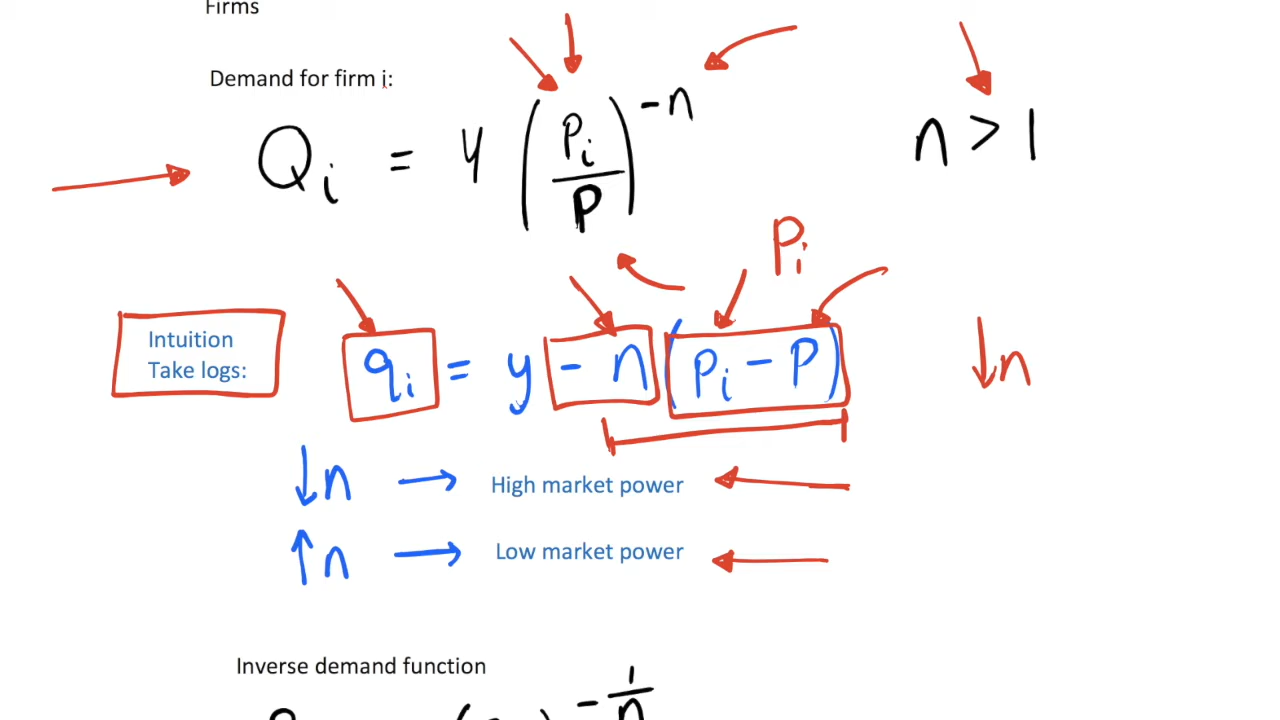 Firms
Demand for firm i:
Qᵢ = Y (Pᵢ / P)⁻ⁿ
n > 1
Pᵢ
Intuition
Take logs:
qᵢ = y - n (pᵢ - p)
↓n
↓n → High market power
↑n → Low market power
Inverse demand function
- 1/n